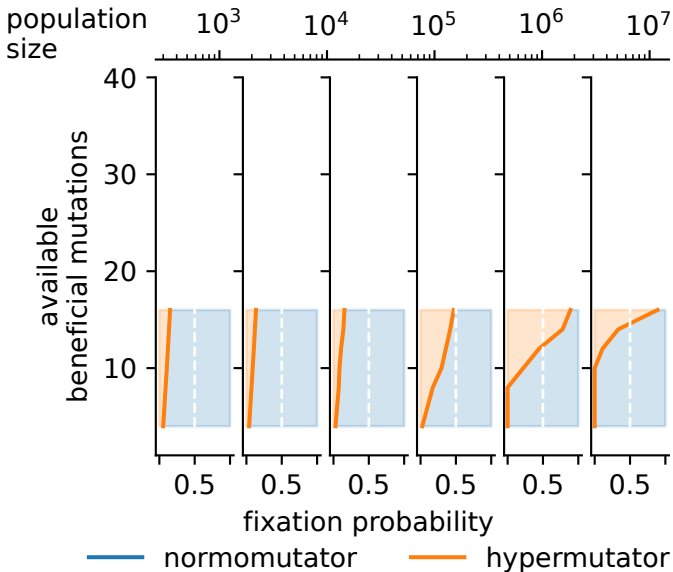 population size
10^3 10^4 10^5 10^6 10^7
available beneficial mutations
40
30
20
10
0.5 0.5 0.5 0.5 0.5 0.5
fixation probability
normomutator hypermutator